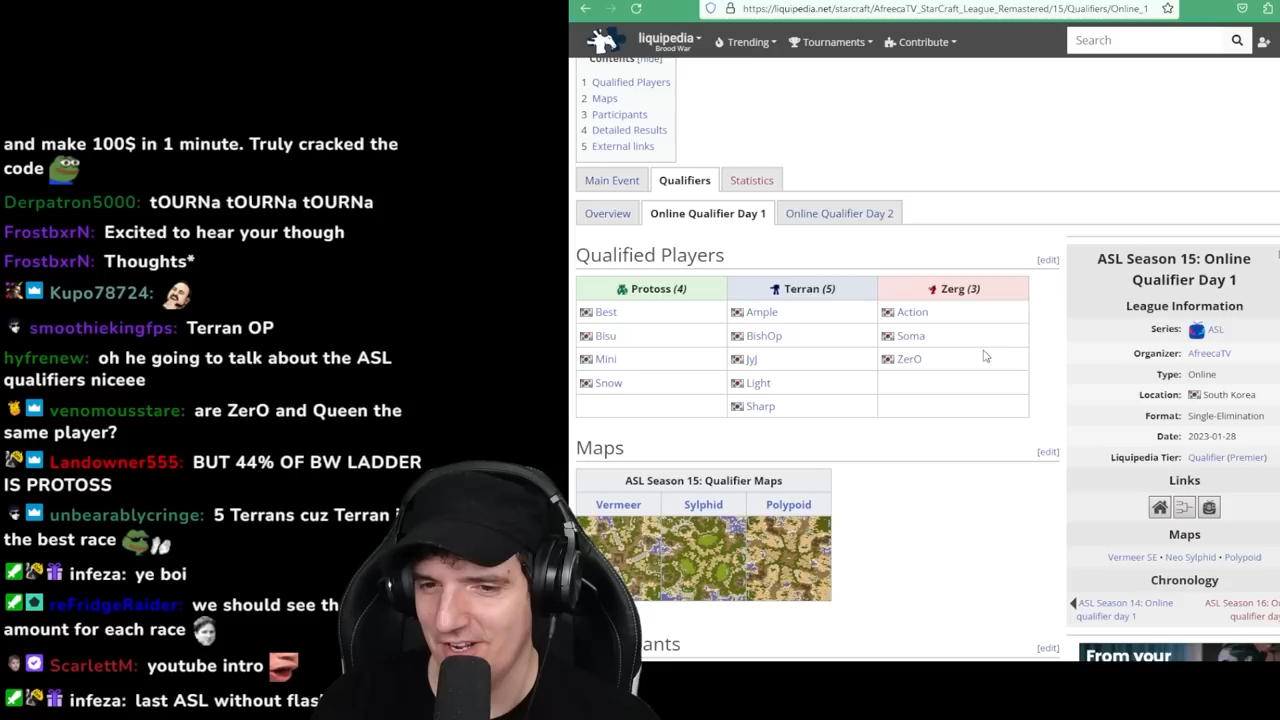 and make 100$ in 1 minute. Truly cracked the
code
Derpatron5000: tOURNa tOURNa tOURNa
FrostbxrN: Excited to hear your though
FrostbxrN: Thoughts*
Kupo78724:
smoothiekingfps: Terran OP
hyfrenew: oh he going to talk about the ASL
qualifiers niceee
venomousstare: are ZerO and Queen the
same player?
Landowner555: BUT 44% OF BW LADDER
IS PROTOSS
unbearablycringe: 5 Terrans cuz Terran
the best race
infeza: ye boi
reFridgeRaider: we should see
amount for each race
ScarlettM: youtube intro
infeza: last ASL without
https://liquipedia.net/starcraft/AfreecaTV_StarCraft_League_Remastered/15/Qualifiers/Online_1
liquipedia
Brood War
Trending
Tournaments
Contribute
Search
Contents [hide]
1 Qualified Players
2 Maps
3 Participants
4 Detailed Results
5 External links
Main Event
Qualifiers
Statistics
Overview
Online Qualifier Day 1
Online Qualifier Day 2
Qualified Players
[edit]
Protoss (4) Terran (5) Zerg (3)
Best Ample Action
Bisu BishOp Soma
Mini JyJ ZerO
Snow Light
Sharp
Maps
[edit]
ASL Season 15: Qualifier Maps
Vermeer Sylphid Polypoid
[edit]
ASL Season 15: Online
Qualifier Day 1
League Information
Series: ASL
Organizer: AfreecaTV
Type: Online
Location: South Korea
Format: Single-Elimination
Date: 2023-01-28
Liquipedia Tier: Qualifier (Premier)
Links
Maps
Vermeer SE • Neo Sylphid • Polypoid
Chronology
ASL Season 14: Online
qualifier day 1
ASL Season 16:
qualifier
From your